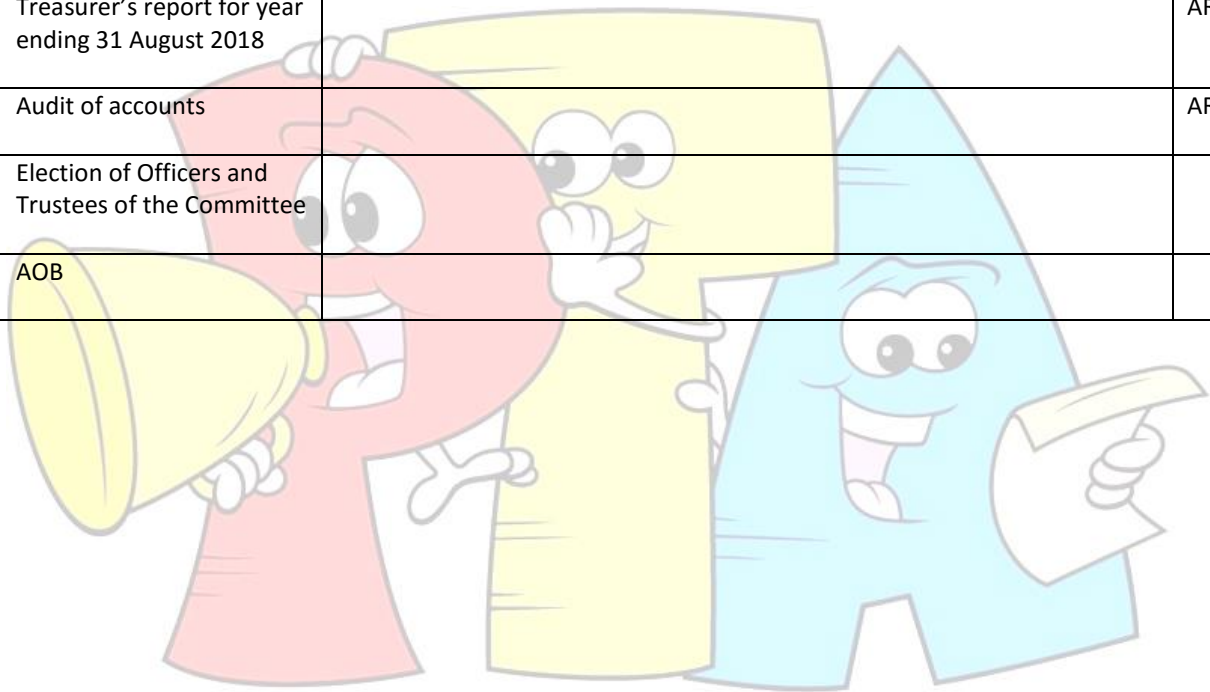 Treasurer’s report for year
ending 31 August 2018
Audit of accounts
Election of Officers and
Trustees of the Committee
AOB
PTA